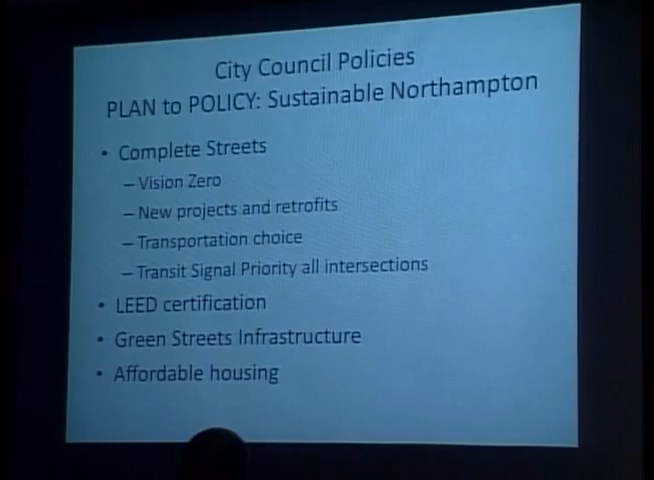 City Council Policies
PLAN to POLICY: Sustainable Northampton
• Complete Streets
– Vision Zero
– New projects and retrofits
– Transportation choice
– Transit Signal Priority all intersections
• LEED certification
• Green Streets Infrastructure
• Affordable housing